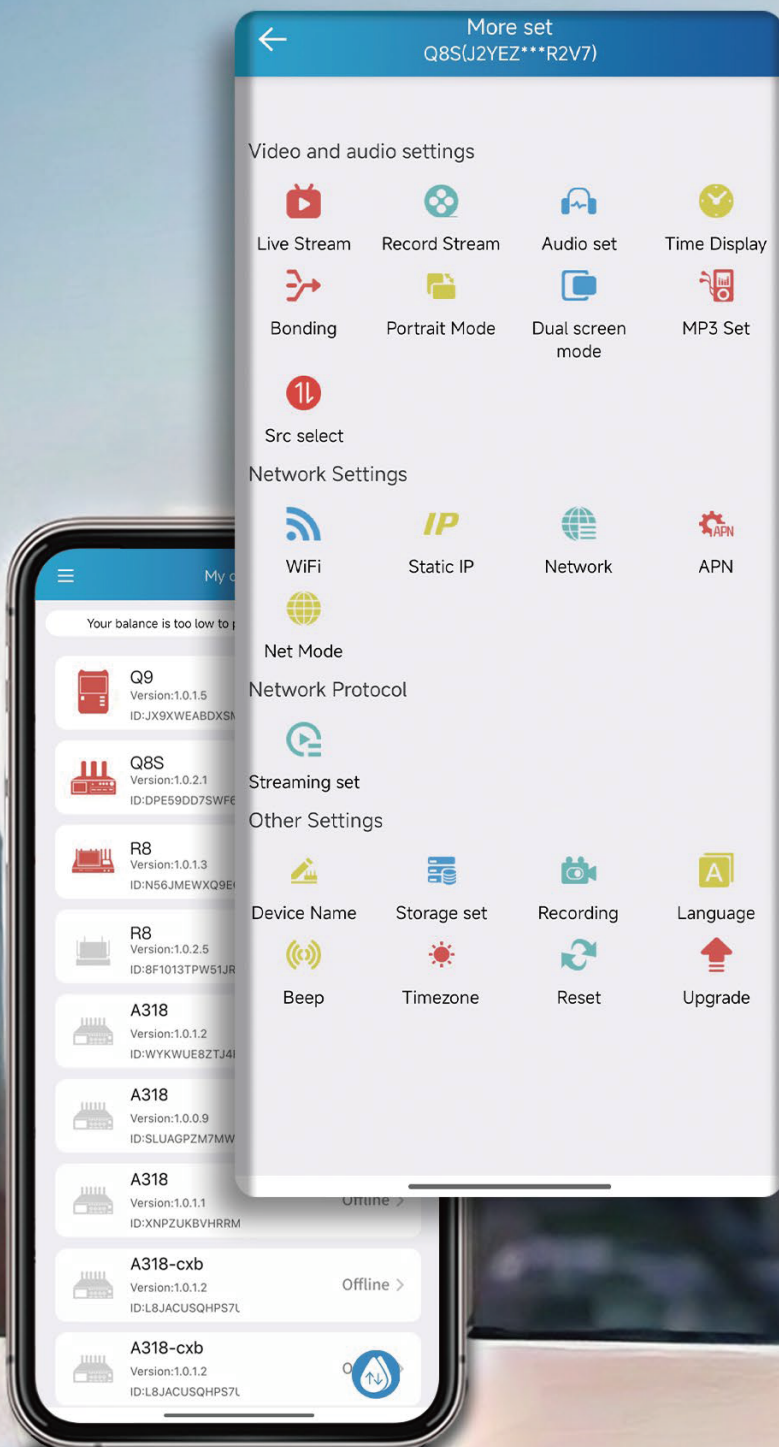 More set
Q8S(J2YEZ***R2V7)
Video and audio settings
Live Stream
Record Stream
Audio set
Time Display
Bonding
Portrait Mode
Dual screen
mode
MP3 Set
Src select
Network Settings
WiFi
IP
Static IP
Network
APN
APN
Net Mode
Network Protocol
Streaming set
Other Settings
Device Name
Storage set
A
Recording
Language
Beep
Timezone
Reset
Upgrade
My
Your balance is too low to
Q9
Version:1.0.1.5
ID:JX9XWEABDXS
Q8S
Version:1.0.2.1
ID:DPE59DD7SWF6
R8
Version:1.0.1.3
ID:N56JMEWXQ9E
R8
Version:1.0.2.5
ID:8F1013TPW51JR
A318
Version:1.0.1.2
ID:WYKWUE8ZTJ4
A318
Version:1.0.0.9
ID:SLUAGPZM7MW
A318
Version:1.0.1.1
Offline >
ID:XNPZUKBVHRRM
A318-cxb
Version:1.0.1.2
Offline >
ID:L8JACUSQHPS7
A318-cxb
Version:1.0.1.2
ID:L8JACUSQHPS7